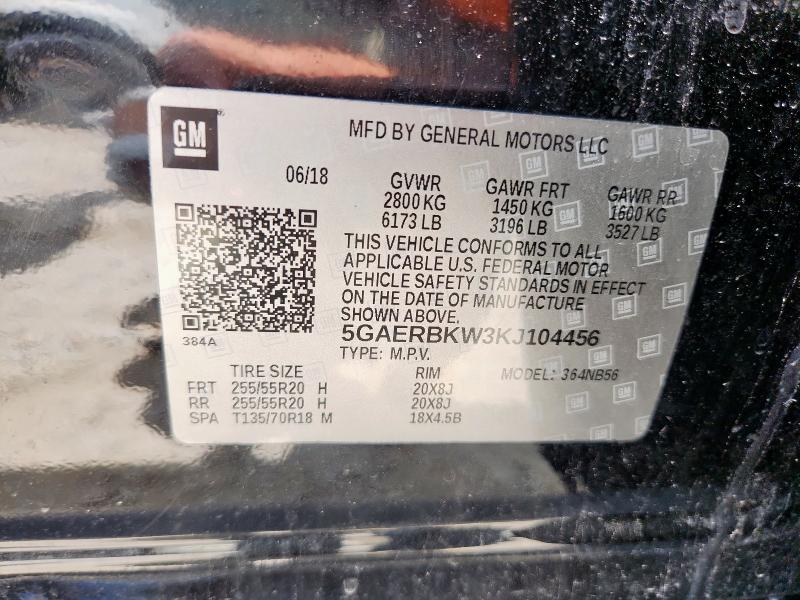 GM
MFD BY GENERAL MOTORS LLC
06/18
GVWR GAWR FRT GAWR RR
2800 KG 1450 KG 1600 KG
6173 LB 3196 LB 3527 LB
THIS VEHICLE CONFORMS TO ALL
APPLICABLE U.S. FEDERAL MOTOR
VEHICLE SAFETY STANDARDS IN EFFECT
ON THE DATE OF MANUFACTURE
SHOWN ABOVE.
384A
5GAERBKW3KJ104456
TYPE: M.P.V.
TIRE SIZE RIM MODEL: 364NB56
FRT 255/55R20 H 20X8J
RR 255/55R20 H 20X8J
SPA T135/70R18 M 18X4.5B